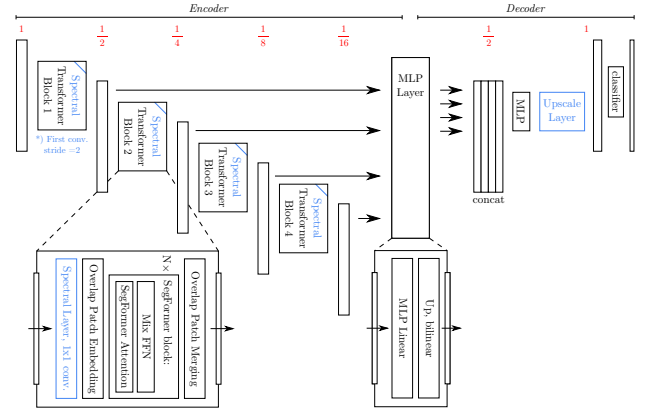 Encoder
Decoder
1
1/2
1/4
1/8
1/16
1/2
1
Spectral
Transformer
Block 1
*) First conv.
stride =2
Spectral
Transformer
Block 2
Spectral
Transformer
Block 3
Spectral
Transformer
Block 4
MLP
Layer
concat
MLP
Upscale
Layer
classifier
Spectral Layer, 1x1 conv.
Overlap Patch Embedding
N×
SegFormer block:
SegFormer Attention
Mix FFN
Overlap Patch Merging
MLP Linear
Up, bilinear